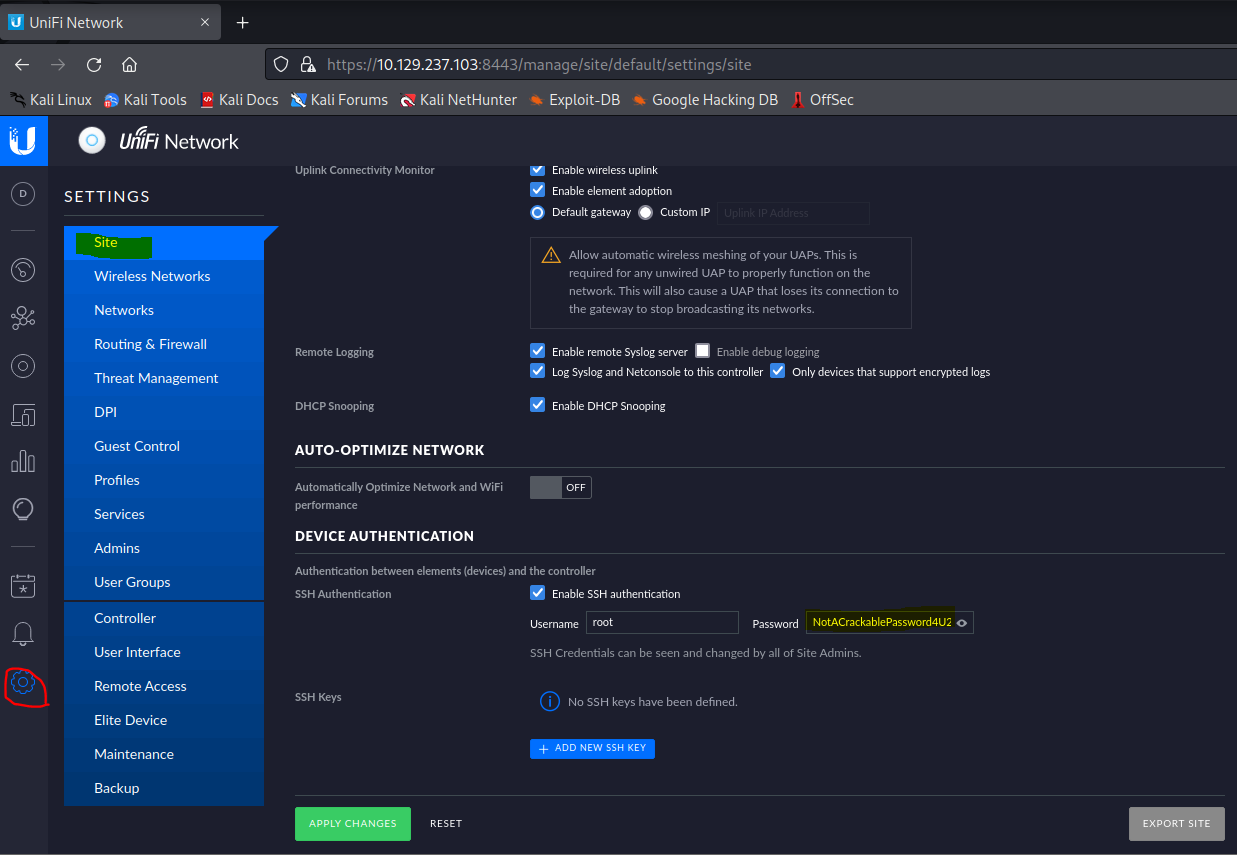 UniFi Network
https://10.129.237.103:8443/manage/site/default/settings/site
Kali Linux Kali Tools Kali Docs Kali Forums Kali NetHunter Exploit-DB Google Hacking DB OffSec
UniFi Network
D
SETTINGS
Site
Wireless Networks
Networks
Routing & Firewall
Threat Management
DPI
Guest Control
Profiles
Services
Admins
User Groups
Controller
User Interface
Remote Access
Elite Device
Maintenance
Backup
Uplink Connectivity Monitor
Enable wireless uplink
Enable element adoption
Default gateway Custom IP Uplink IP Address
Allow automatic wireless meshing of your UAPs. This is
required for any unwired UAP to properly function on the
network. This will also cause a UAP that loses its connection to
the gateway to stop broadcasting its networks.
Remote Logging
Enable remote Syslog server Enable debug logging
Log Syslog and Netconsole to this controller Only devices that support encrypted logs
DHCP Snooping
Enable DHCP Snooping
AUTO-OPTIMIZE NETWORK
Automatically Optimize Network and WiFi
performance
OFF
DEVICE AUTHENTICATION
Authentication between elements (devices) and the controller
SSH Authentication
Enable SSH authentication
Username root Password NotACrackablePassword4U2
SSH Credentials can be seen and changed by all of Site Admins.
SSH Keys
No SSH keys have been defined.
ADD NEW SSH KEY
APPLY CHANGES RESET EXPORT SITE